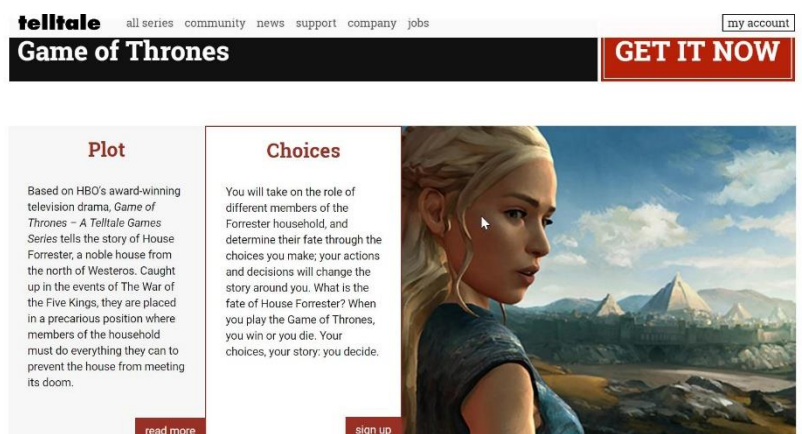 telltale all series community news support company jobs my account
Game of Thrones
GET IT NOW
Plot
Based on HBO's award-winning
television drama, Game of
Thrones – A Telltale Games
Series tells the story of House
Forrester, a noble house from
the north of Westeros. Caught
up in the events of The War of
the Five Kings, they are placed
in a precarious position where
members of the household
must do everything they can to
prevent the house from meeting
its doom.
read more
Choices
You will take on the role of
different members of the
Forrester household, and
determine their fate through the
choices you make; your actions
and decisions will change the
story around you. What is the
fate of House Forrester? When
you play the Game of Thrones,
you win or you die. Your
choices, your story: you decide.
sign up